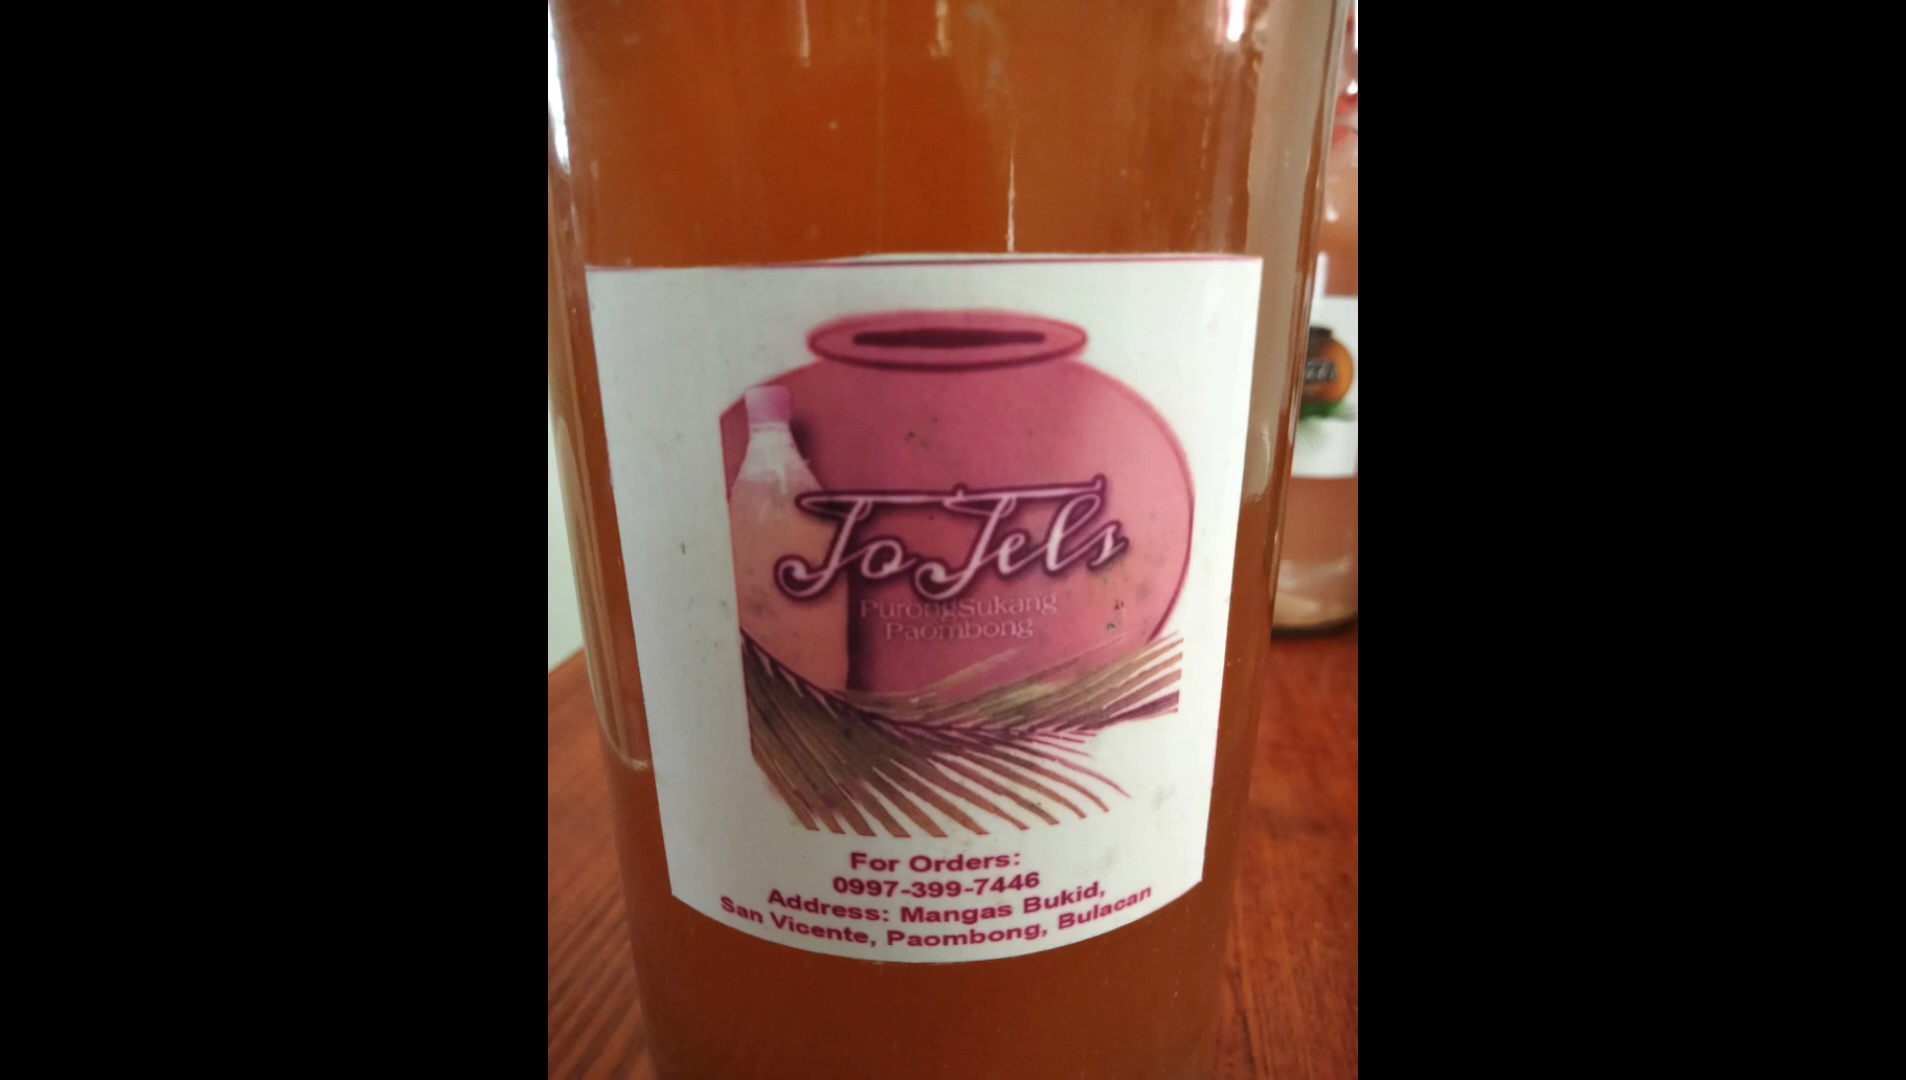 JoJels
PurongSukang
Paombong
For Orders:
0997-399-7446
Address: Mangas Bukid,
San Vicente, Paombong, Bulacan